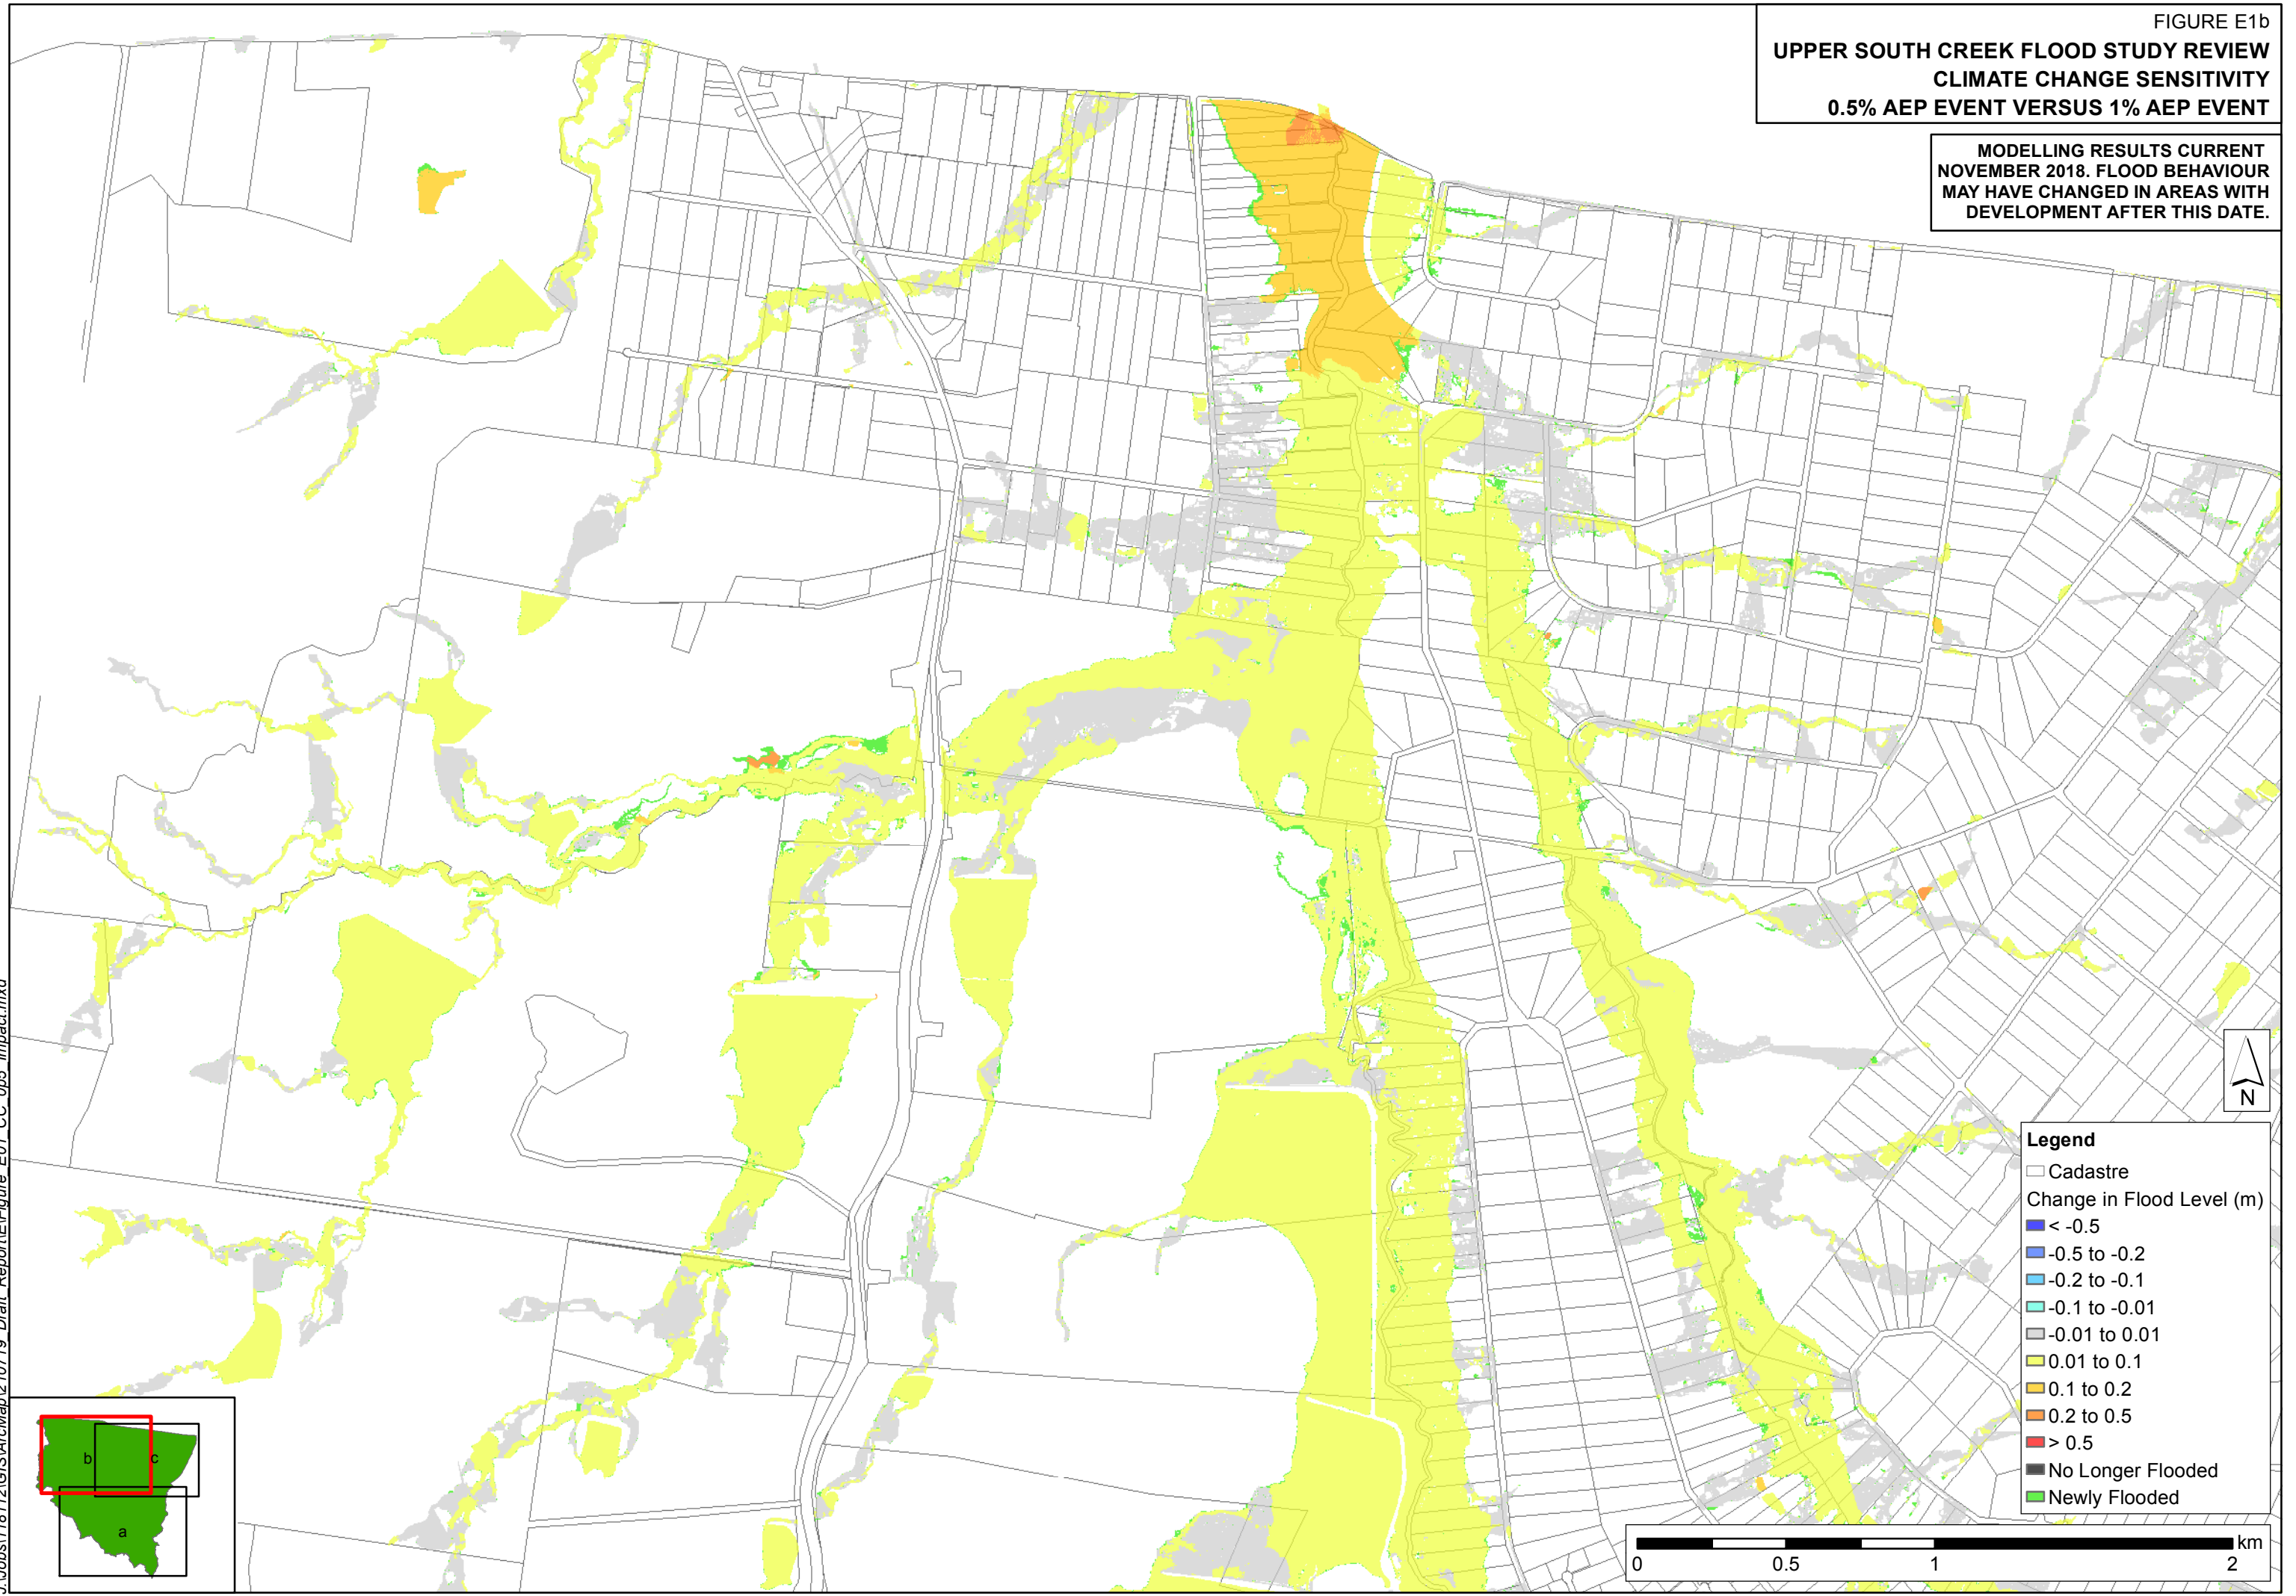 FIGURE E1b
UPPER SOUTH CREEK FLOOD STUDY REVIEW
CLIMATE CHANGE SENSITIVITY
0.5% AEP EVENT VERSUS 1% AEP EVENT
MODELLING RESULTS CURRENT
NOVEMBER 2018. FLOOD BEHAVIOUR
MAY HAVE CHANGED IN AREAS WITH
DEVELOPMENT AFTER THIS DATE.
N
Legend
Cadastre
Change in Flood Level (m)
< -0.5
-0.5 to -0.2
-0.2 to -0.1
-0.1 to -0.01
-0.01 to 0.01
0.01 to 0.1
0.1 to 0.2
0.2 to 0.5
> 0.5
No Longer Flooded
Newly Flooded
km
0 0.5 1 2
b c
a